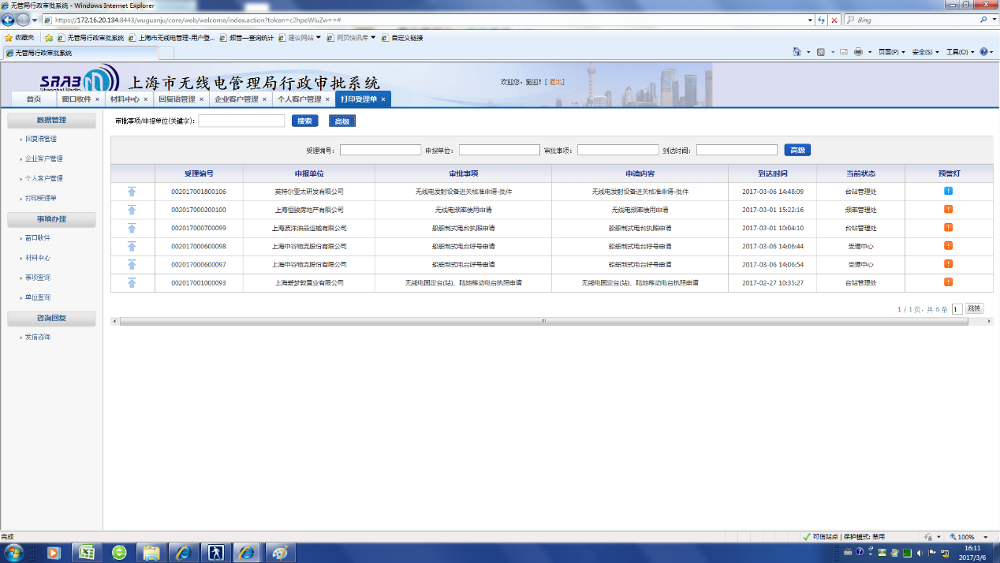 无管局行政审批系统 - Windows Internet Explorer
https://172.16.20.134:8443/wuguanju/core/web/welcome/index.action?token=c2hpeWluZw==#
Bing
收藏夹 无管局行政审批系统 上海市无线电管理-用户登... 频管—查询统计 建议网站 网页快讯库 自定义链接
无管局行政审批系统 页面(P) 安全(S) 工具(O)
SRRB 上海市无线电管理局行政审批系统 欢迎您，施迎！[ 退出]
Shanghai Radio
首页 窗口收件 × 材料中心 × 回复语管理 × 企业客户管理 × 个人客户管理 × 打印受理单 ×
数据管理
回复语管理
企业客户管理
个人客户管理
打印受理单
事项办理
窗口收件
材料中心
事项查询
单位查询
咨询回复
发信咨询
审批事项/申报单位(关键字)： 搜索 高级
受理编号： 申报单位： 审批事项： 到达时间： 高级
受理编号 申报单位 审批事项 申请内容 到达时间 当前状态 预警灯
002017001800106 英特尔亚太研发有限公司 无线电发射设备进关核准申请-批件 无线电发射设备进关核准申请-批件 2017-03-06 14:48:09 台站管理处
002017000200100 上海恒骏房地产有限公司 无线电频率使用申请 无线电频率使用申请 2017-03-01 15:22:16 频率管理处
002017000700099 上海波洋油品运输有限公司 船舶制式电台执照申请 船舶制式电台执照申请 2017-03-01 10:04:10 台站管理处
002017000600098 上海中谷物流股份有限公司 船舶制式电台呼号申请 船舶制式电台呼号申请 2017-03-06 14:06:44 受理中心
002017000600097 上海中谷物流股份有限公司 船舶制式电台呼号申请 船舶制式电台呼号申请 2017-03-06 14:06:54 受理中心
002017001000093 上海爱梦敦置业有限公司 无线电固定台(站)、陆地移动电台执照申请 无线电固定台(站)、陆地移动电台执照申请 2017-02-27 10:35:27 台站管理处
1 / 1 页，共 6 条 1 跳转
完成 可信站点 | 保护模式: 禁用 100%
16:11
2017/3/6